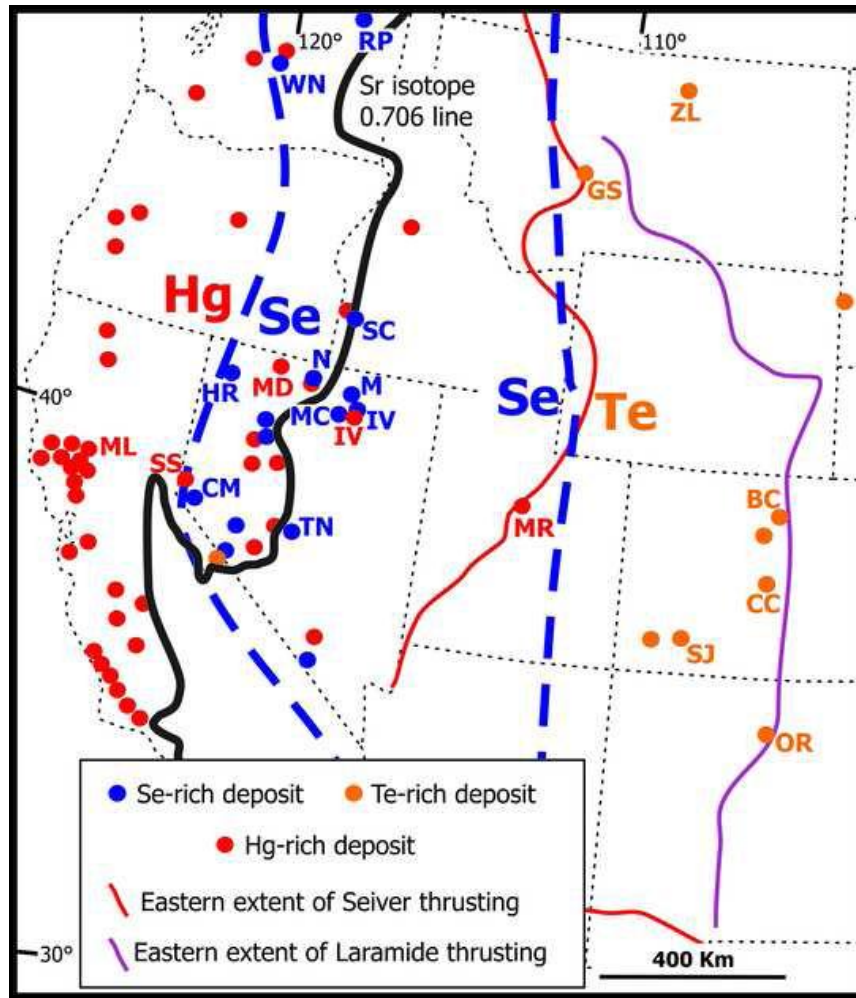 120°
110°
RP
WN
Sr isotope
0.706 line
ZL
GS
Hg
Se
SC
N
HR
MD
M
40°
MC
IV
IV
Se
Te
ML
SS
CM
MR
BC
TN
CC
SJ
OR
Se-rich deposit
Te-rich deposit
Hg-rich deposit
Eastern extent of Seiver thrusting
Eastern extent of Laramide thrusting
30°
400 Km